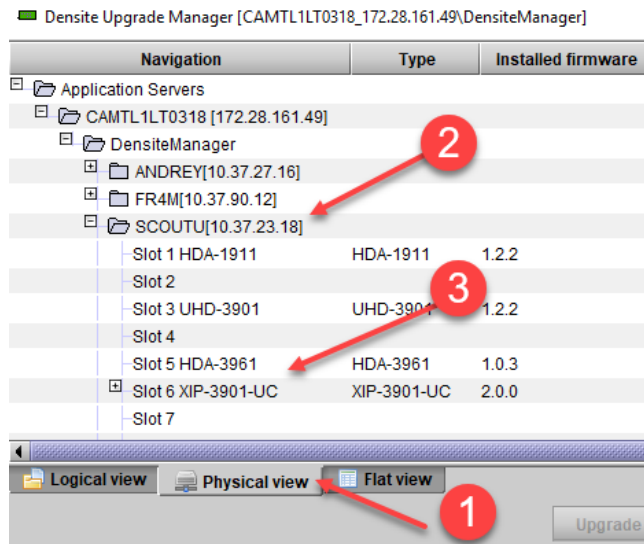 Densite Upgrade Manager [CAMTL1LT0318_172.28.161.49\DensiteManager]
Navigation Type Installed firmware
Application Servers
CAMTL1LT0318 [172.28.161.49]
DensiteManager
2
ANDREY[10.37.27.16]
FR4M[10.37.90.12]
SCOUTU[10.37.23.18]
Slot 1 HDA-1911 HDA-1911 1.2.2
Slot 2
3
Slot 3 UHD-3901 UHD-3901 1.2.2
Slot 4
Slot 5 HDA-3961 HDA-3961 1.0.3
Slot 6 XIP-3901-UC XIP-3901-UC 2.0.0
Slot 7
Logical view Physical view Flat view
1
Upgrade